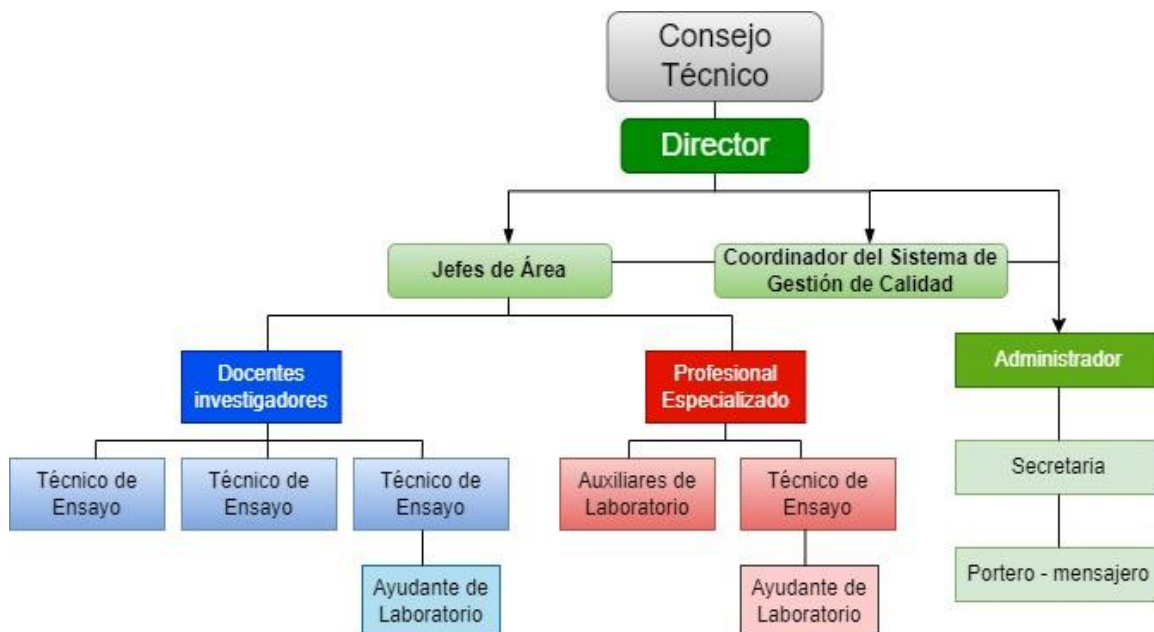 Consejo
Técnico
Director
Jefes de Área
Coordinador del Sistema de
Gestión de Calidad
Docentes
investigadores
Profesional
Especializado
Administrador
Técnico de
Ensayo
Técnico de
Ensayo
Técnico de
Ensayo
Auxiliares de
Laboratorio
Técnico de
Ensayo
Secretaria
Ayudante de
Laboratorio
Ayudante de
Laboratorio
Portero - mensajero